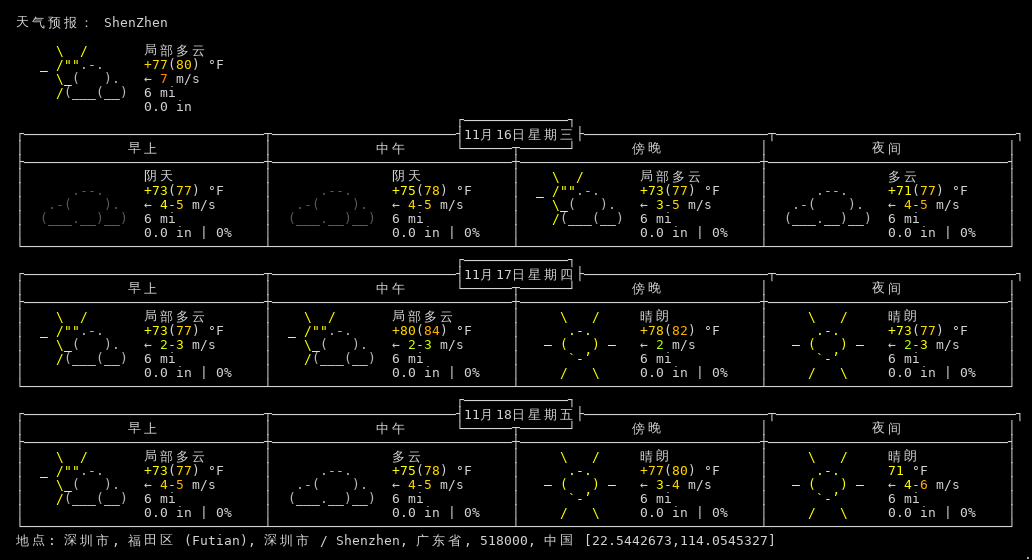 天气预报: ShenZhen
局部多云
+77(80) °F
← 7 m/s
6 mi
0.0 in
11月16日星期三
早上 中午 傍晚 夜间
阴天 阴天 局部多云 多云
+73(77) °F +75(78) °F +73(77) °F +71(77) °F
← 4-5 m/s ← 4-5 m/s ← 3-5 m/s ← 4-5 m/s
6 mi 6 mi 6 mi 6 mi
0.0 in | 0% 0.0 in | 0% 0.0 in | 0% 0.0 in | 0%
11月17日星期四
早上 中午 傍晚 夜间
局部多云 局部多云 晴朗 晴朗
+73(77) °F +80(84) °F +78(82) °F +73(77) °F
← 2-3 m/s ← 2-3 m/s ← 2 m/s ← 2-3 m/s
6 mi 6 mi 6 mi 6 mi
0.0 in | 0% 0.0 in | 0% 0.0 in | 0% 0.0 in | 0%
11月18日星期五
早上 中午 傍晚 夜间
局部多云 多云 晴朗 晴朗
+73(77) °F +75(78) °F +77(80) °F 71 °F
← 4-5 m/s ← 4-5 m/s ← 3-4 m/s ← 4-6 m/s
6 mi 6 mi 6 mi 6 mi
0.0 in | 0% 0.0 in | 0% 0.0 in | 0% 0.0 in | 0%
地点: 深圳市, 福田区 (Futian), 深圳市 / Shenzhen, 广东省, 518000, 中国 [22.5442673,114.0545327]